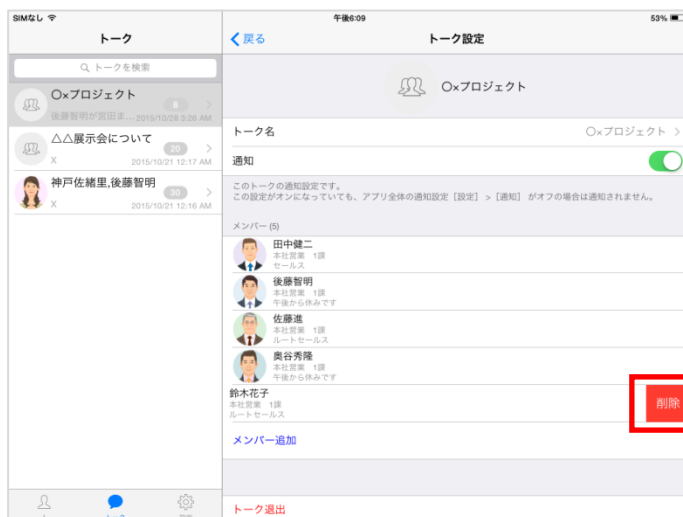 SIMなし
午後6:09
53%
トーク
戻る
トーク設定
トークを検索
○×プロジェクト
8
後藤智明が宮田ま...2015/10/28 3:28 AM
△△展示会について
20
X
2015/10/21 12:17 AM
神戸佐緒里,後藤智明
30
X
2015/10/21 12:16 AM
○×プロジェクト
トーク名
○×プロジェクト
通知
このトークの通知設定です。
この設定がオンになっていても、アプリ全体の通知設定［設定］ >［通知］ がオフの場合は通知されません。
メンバー (5)
田中健二
本社営業 1課
セールス
後藤智明
本社営業 1課
午後から休みです
佐藤進
本社営業 1課
ルートセールス
奥谷秀隆
本社営業 1課
午後から休みです
鈴木花子
本社営業 1課
ルートセールス
削除
メンバー追加
トーク退出